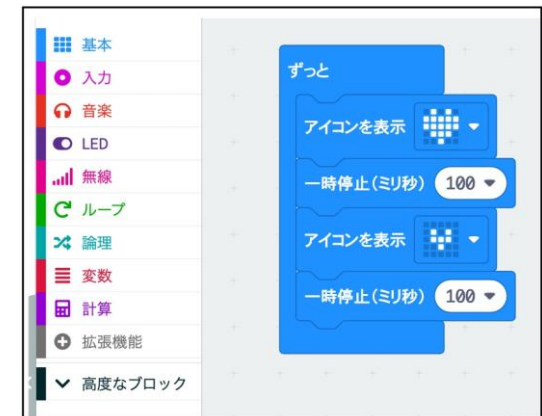 基本
入力
音楽
LED
無線
ループ
論理
変数
計算
拡張機能
高度なブロック
ずっと
アイコンを表示
一時停止(ミリ秒) 100
アイコンを表示
一時停止(ミリ秒) 100